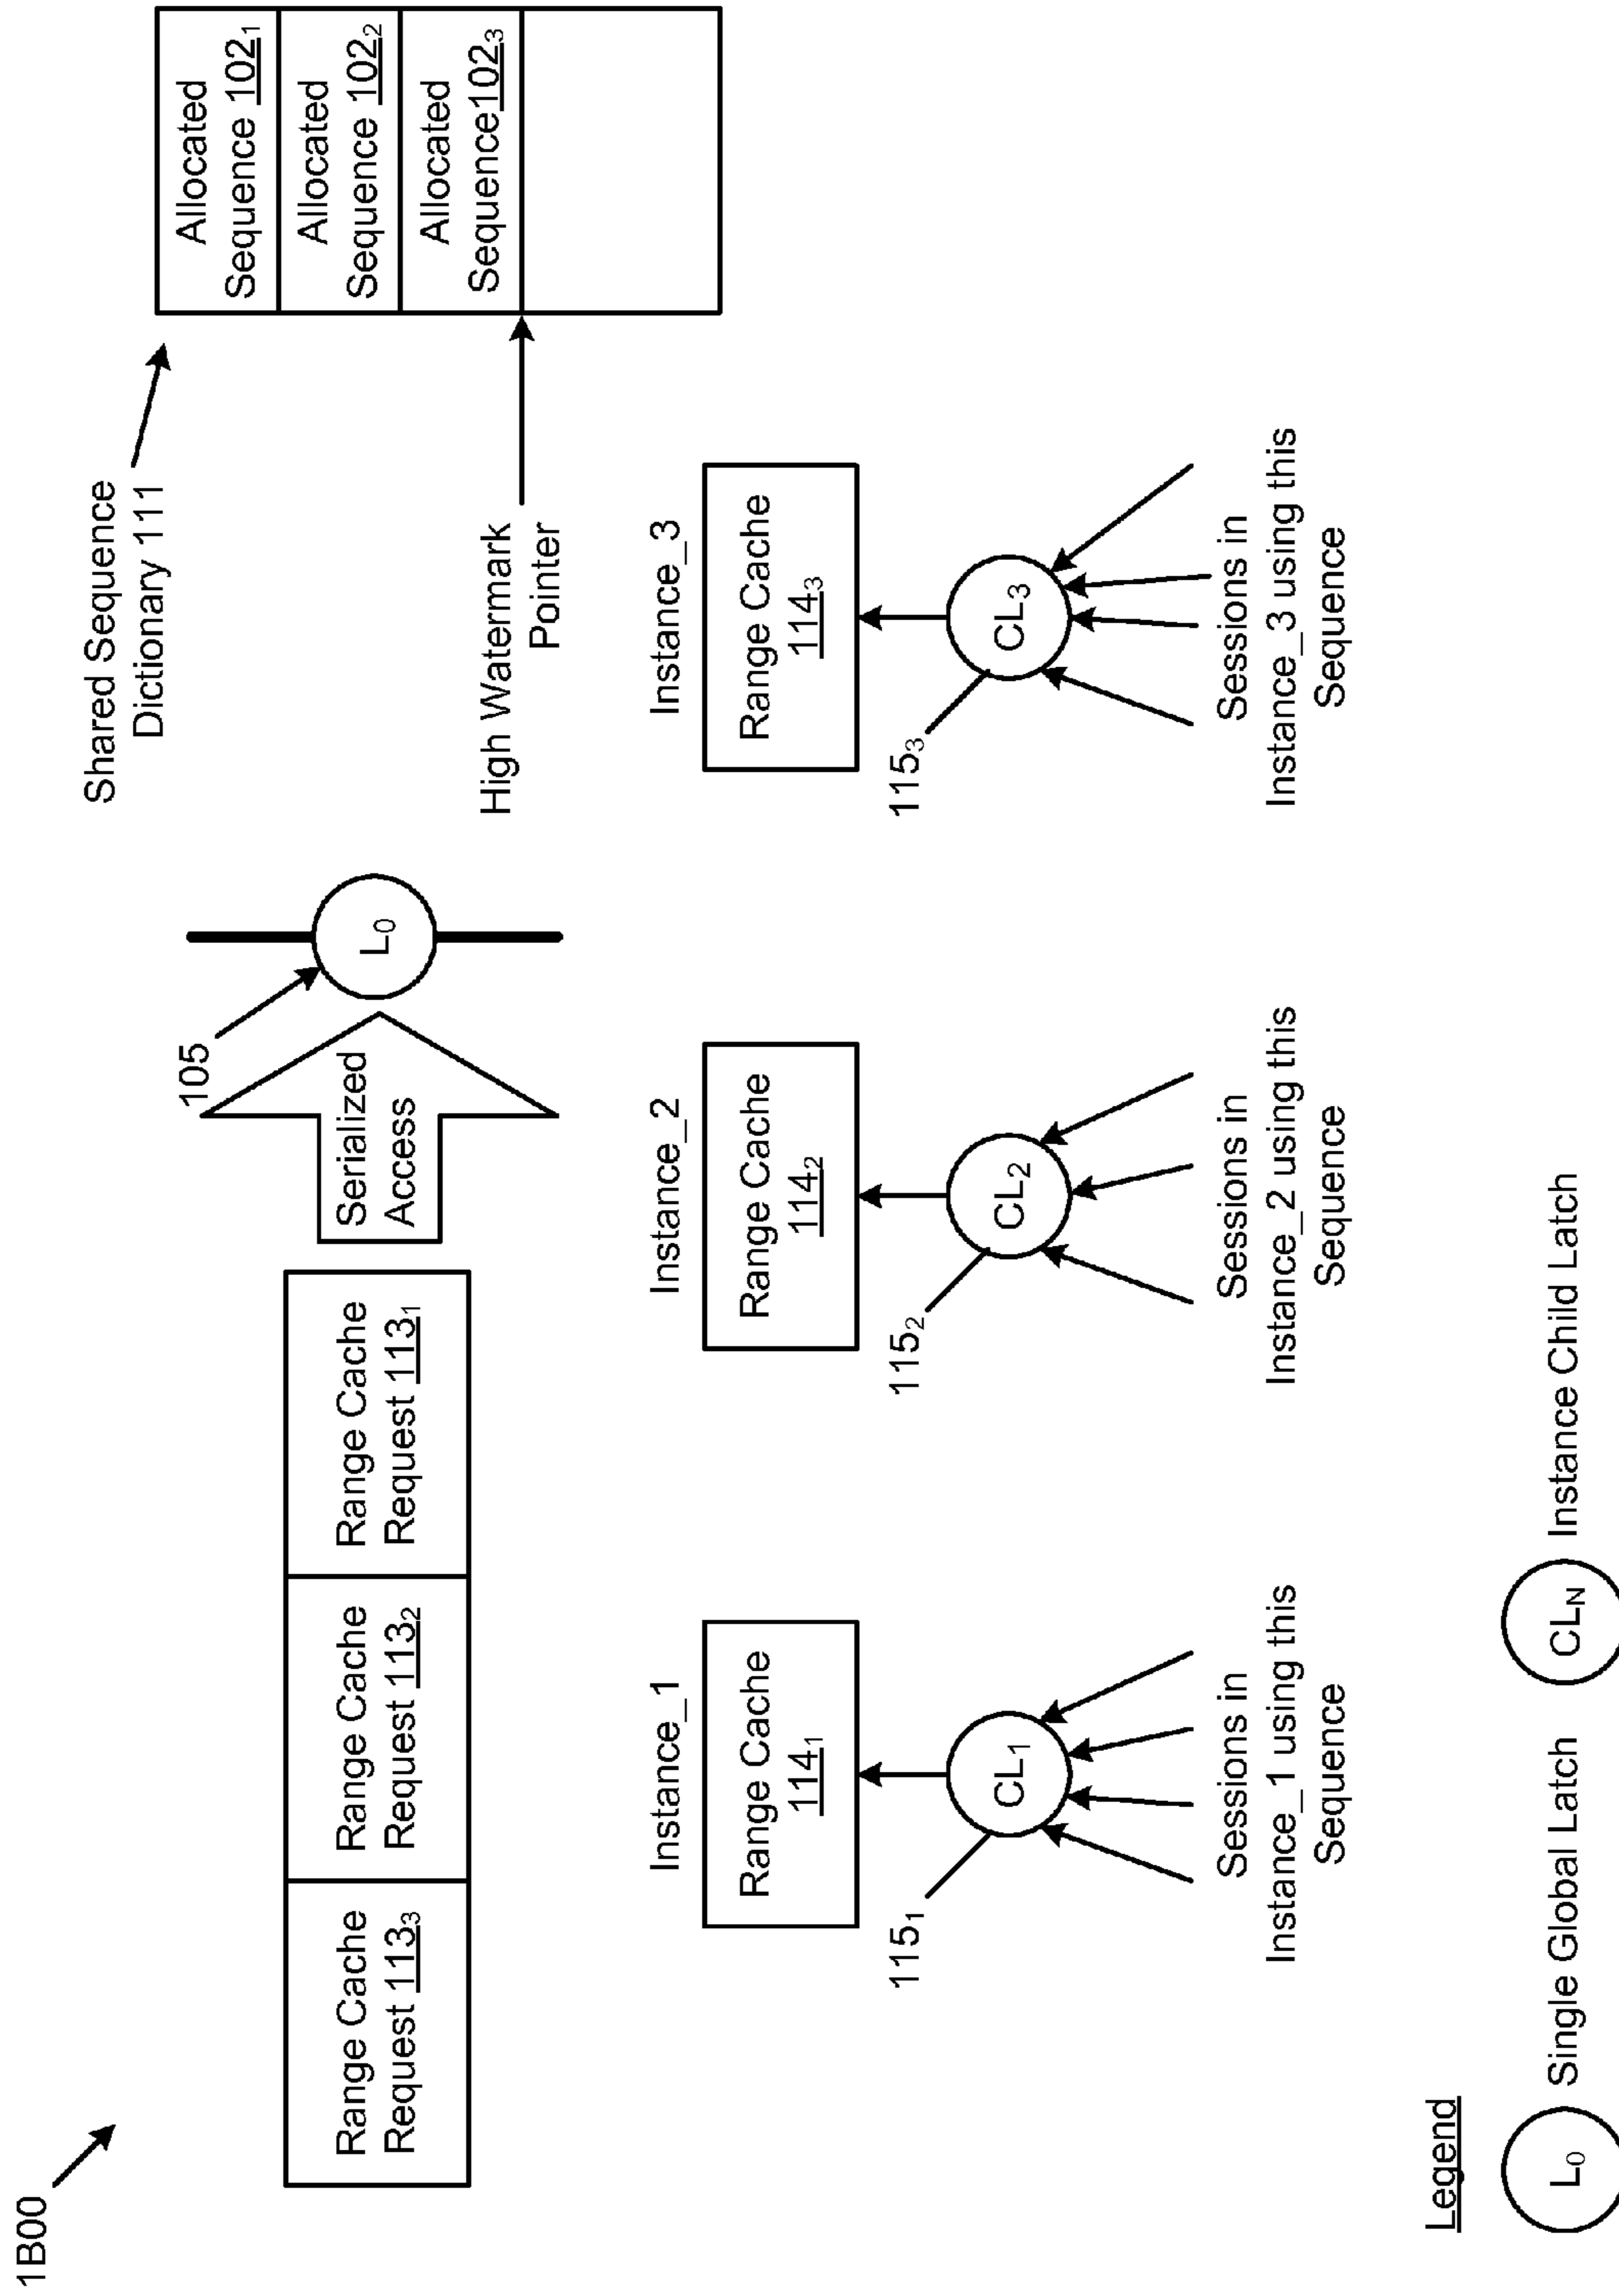 1B00
Range Cache
Request 113₃
Range Cache
Request 113₂
Range Cache
Request 113₁
Serialized
Access
105
L₀
Shared Sequence
Dictionary 111
Allocated
Sequence 102₁
Allocated
Sequence 102₂
Allocated
Sequence102₃
High Watermark
Pointer
Instance_1
Range Cache
114₁
115₁
CL₁
Sessions in
Instance_1 using this
Sequence
Instance_2
Range Cache
114₂
115₂
CL₂
Sessions in
Instance_2 using this
Sequence
Instance_3
Range Cache
114₃
115₃
CL₃
Sessions in
Instance_3 using this
Sequence
Legend
L₀ Single Global Latch
CL_N Instance Child Latch